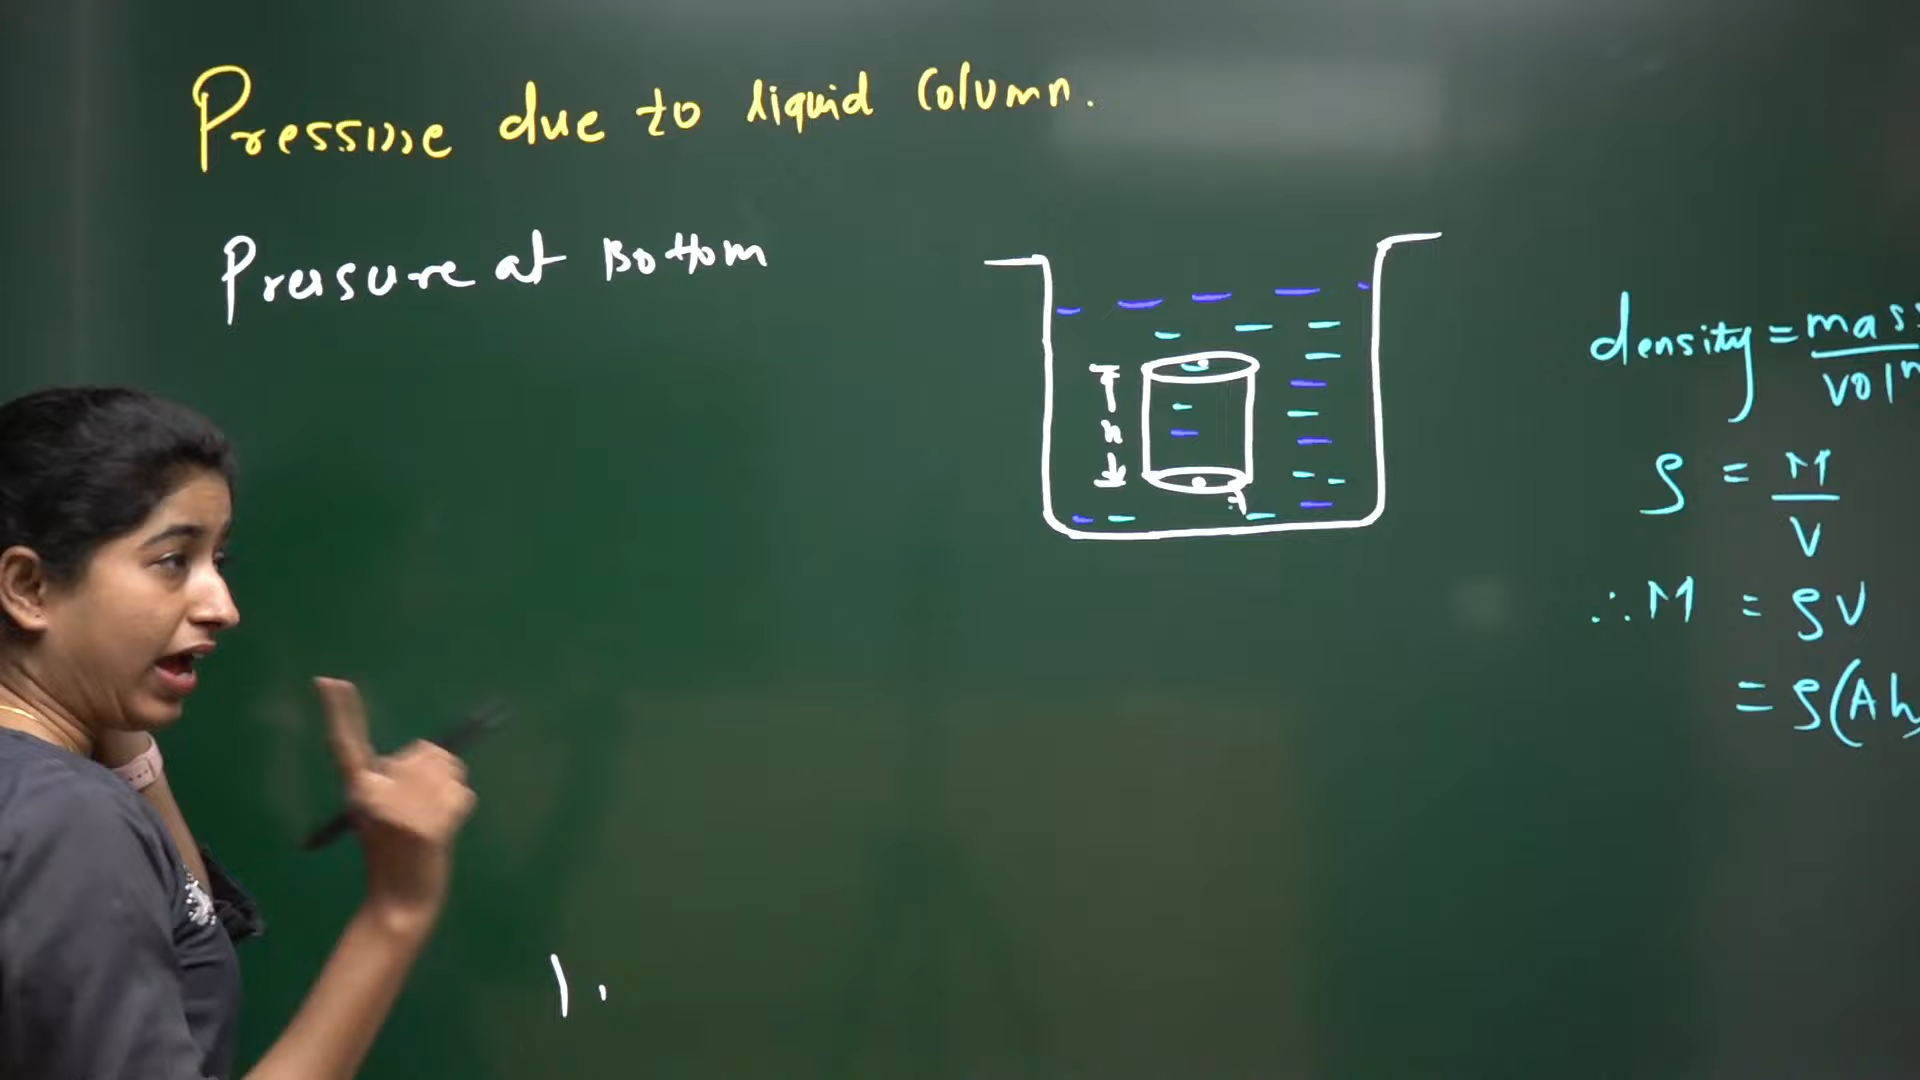 Pressure due to liquid Column.
Pressure at Bottom
h
density = mass
vol
ρ = M
V
∴ M = ρV
= ρ(Ah)
1.